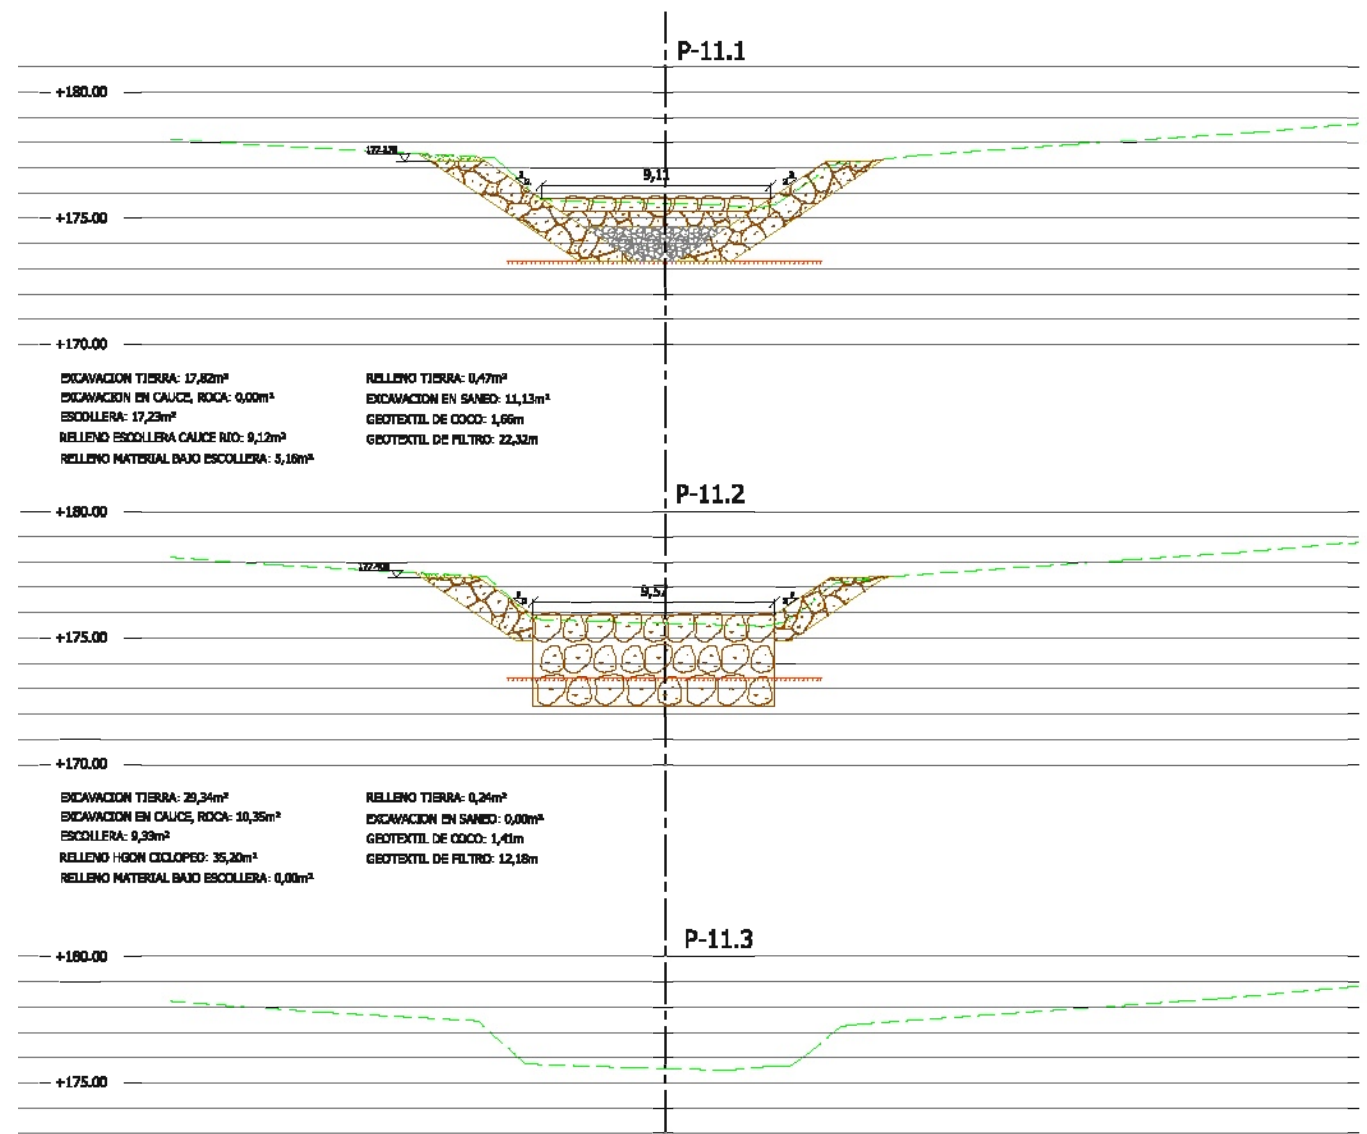 P-11.1
+180.00
9,11
+175.00
+170.00
EXCAVACION TIERRA: 17,82m²
EXCAVACION EN CAUCE, ROCA: 0,00m²
ESCOLLERA: 17,23m²
RELLENO ESCOLLERA CAUCE RIO: 9,12m²
RELLENO MATERIAL BAJO ESCOLLERA: 5,16m²
RELLENO TIERRA: 0,47m²
EXCAVACION EN SANEO: 11,13m²
GEOTEXTIL DE COCO: 1,66m
GEOTEXTIL DE FILTRO: 22,32m
P-11.2
+180.00
9,57
+175.00
+170.00
EXCAVACION TIERRA: 29,34m²
EXCAVACION EN CAUCE, ROCA: 10,35m²
ESCOLLERA: 9,33m²
RELLENO HGON CICLOPEO: 35,20m²
RELLENO MATERIAL BAJO ESCOLLERA: 0,00m²
RELLENO TIERRA: 0,24m²
EXCAVACION EN SANEO: 0,00m²
GEOTEXTIL DE COCO: 1,41m
GEOTEXTIL DE FILTRO: 12,18m
P-11.3
+180.00
+175.00